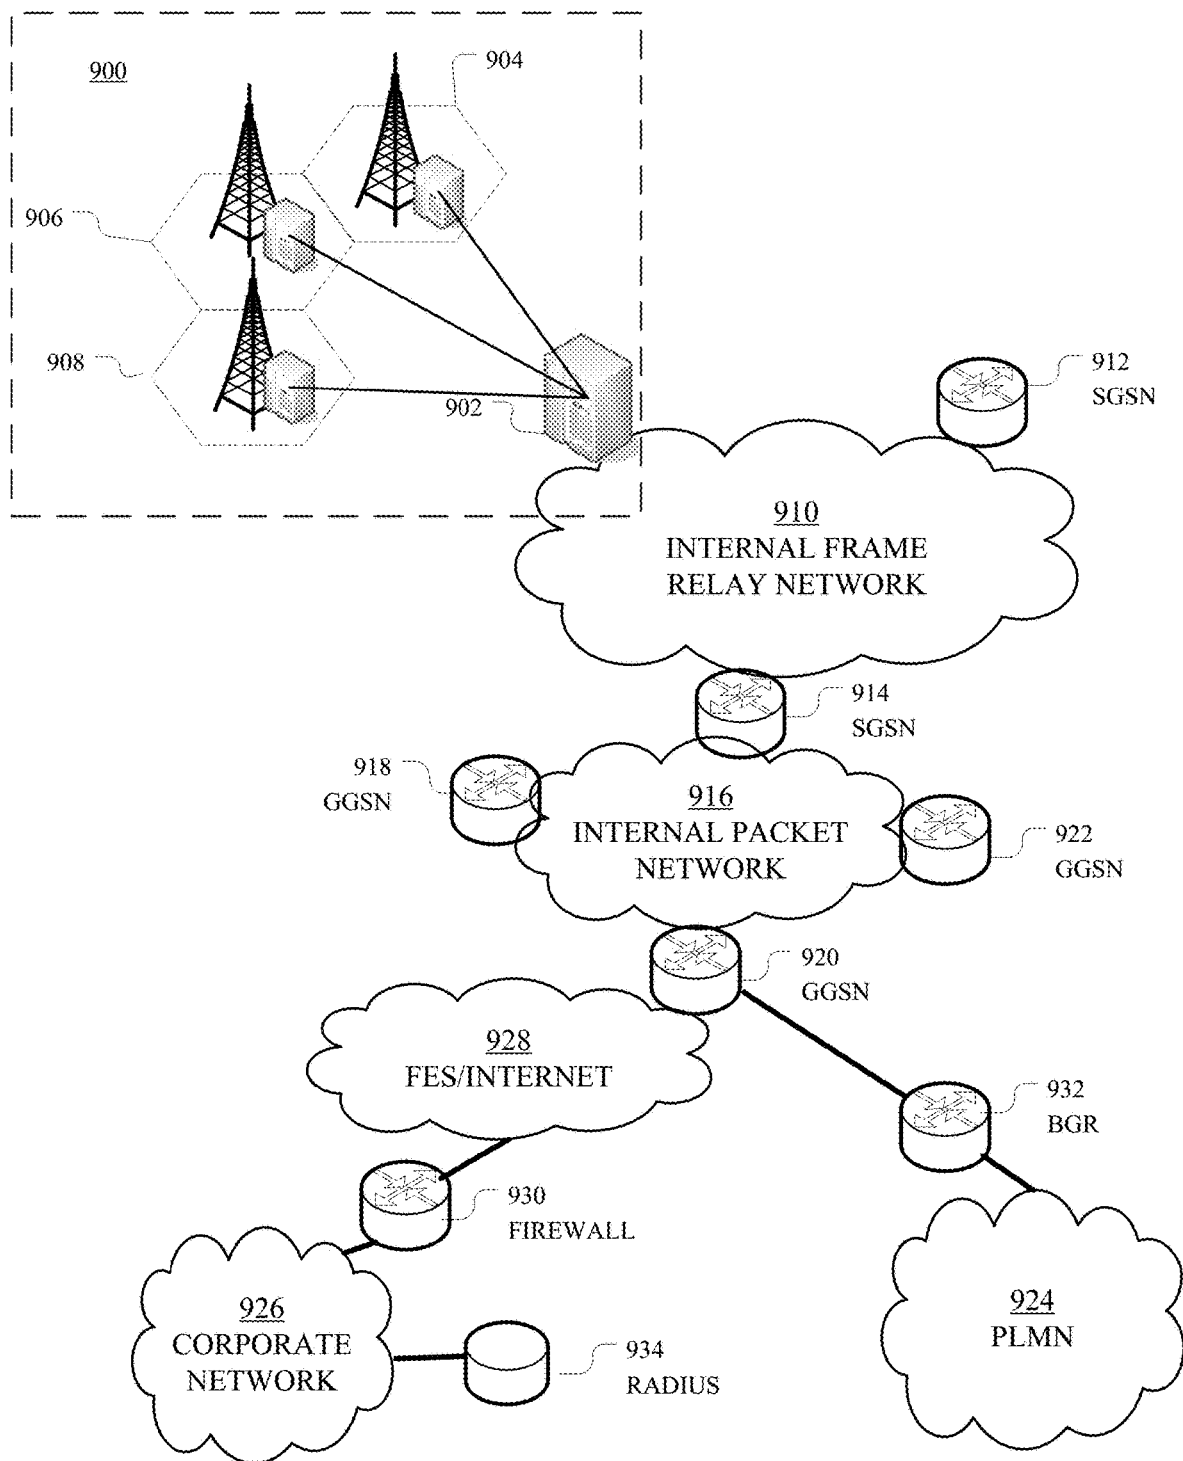 900
904
906
908
902
912
SGSN
910
INTERNAL FRAME
RELAY NETWORK
914
SGSN
918
GGSN
916
INTERNAL PACKET
NETWORK
922
GGSN
920
GGSN
928
FES/INTERNET
932
BGR
930
FIREWALL
926
CORPORATE
NETWORK
924
PLMN
934
RADIUS